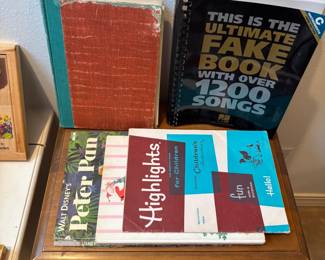 THIS IS THE
ULTIMATE
FAKE
BOOK
WITH OVER
1200
SONGS
C
WALT DISNEY'S
Peter Pan
Highlights
for Children
Children's
fun
Hello!